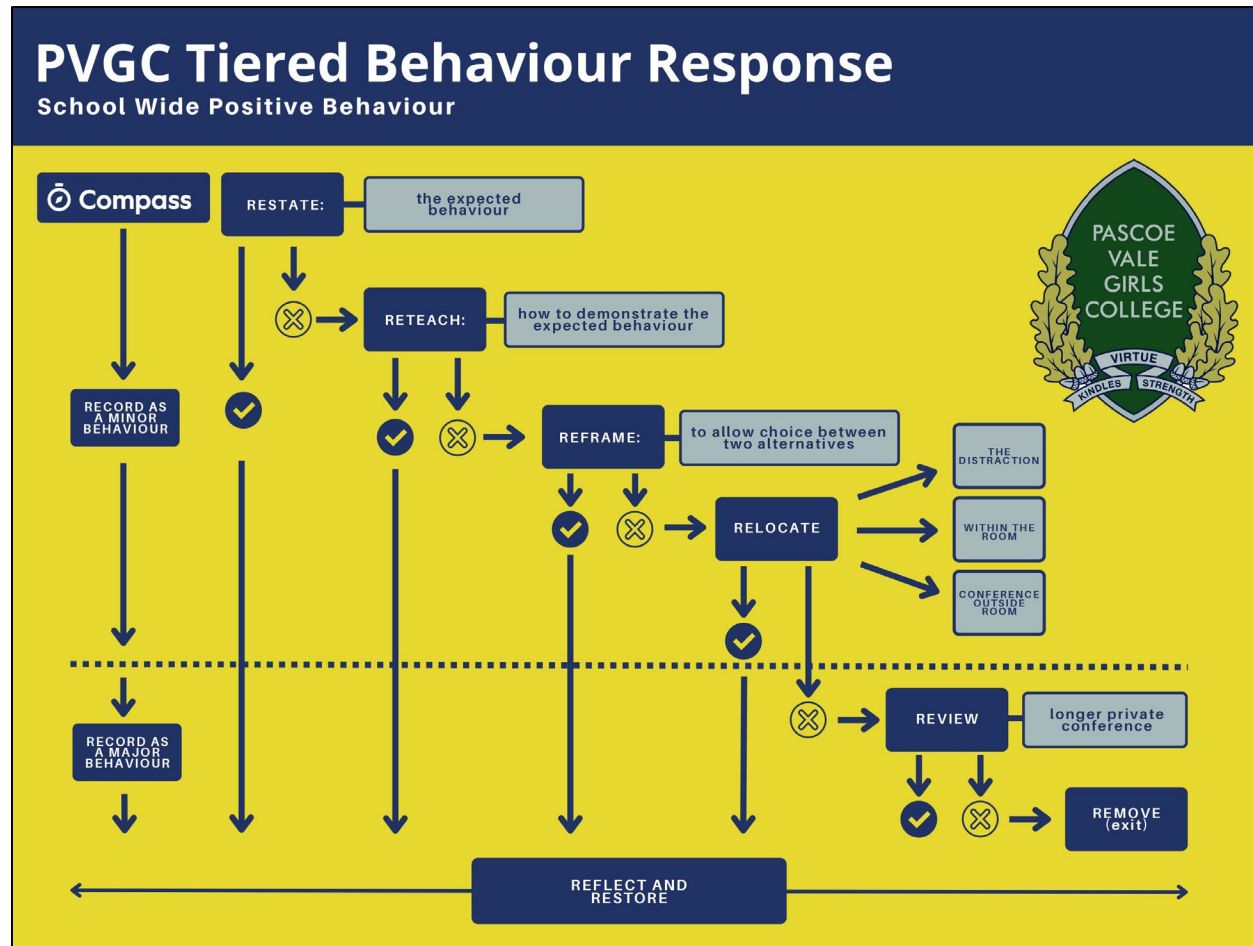 PVGC Tiered Behaviour Response
School Wide Positive Behaviour
Compass
RESTATE:
the expected
behaviour
PASCOE
VALE
GIRLS
COLLEGE
VIRTUE
KINDLES
STRENGTH
RETEACH:
how to demonstrate the
expected behaviour
RECORD AS
A MINOR
BEHAVIOUR
REFRAME:
to allow choice between
two alternatives
THE
DISTRACTION
RELOCATE
WITHIN THE
ROOM
CONFERENCE
OUTSIDE
ROOM
REVIEW
longer private
conference
RECORD AS
A MAJOR
BEHAVIOUR
REMOVE
(exit)
REFLECT AND
RESTORE